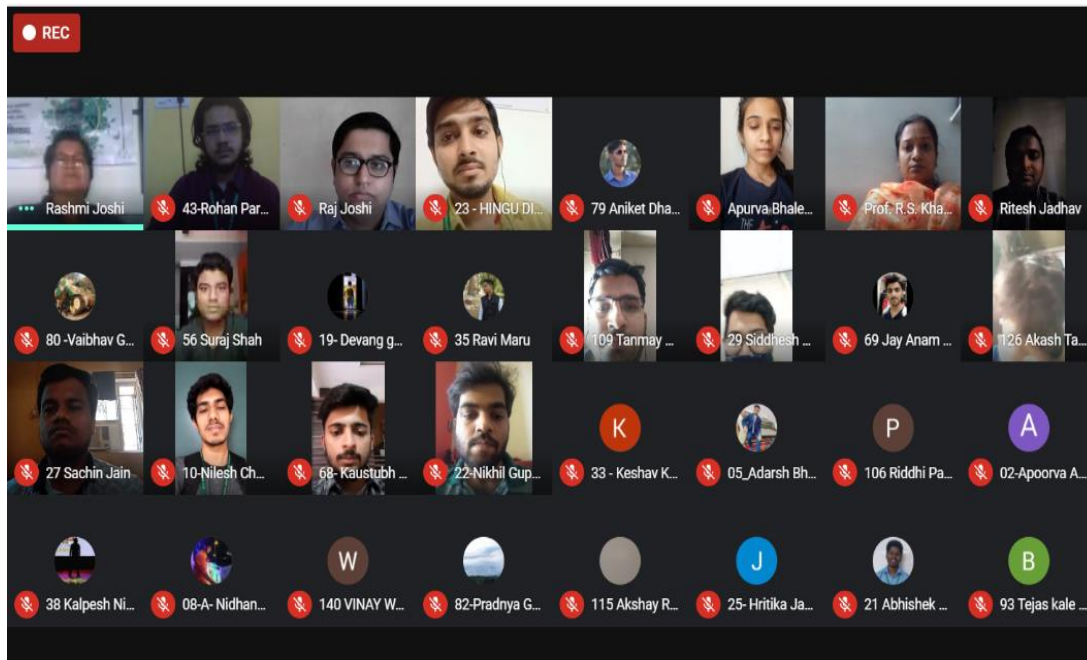 REC
Rashmi Joshi
43-Rohan Par...
Raj Joshi
23 - HINGU DI...
79 Aniket Dha...
Apurva Bhale...
Prof. R.S. Kha...
Ritesh Jadhav
80 -Vaibhav G...
56 Suraj Shah
19- Devang g...
35 Ravi Maru
109 Tanmay ...
29 Siddhesh ...
69 Jay Anam ...
126 Akash Ta...
27 Sachin Jain
10-Nilesh Ch...
68- Kaustubh ...
22-Nikhil Gup...
K
33 - Keshav K...
05_Adarsh Bh...
P
106 Riddhi Pa...
A
02-Apoorva A...
38 Kalpesh Ni...
08-A- Nidhan...
W
140 VINAY W...
82-Pradnya G...
115 Akshay R...
J
25- Hritika Ja...
21 Abhishek ...
B
93 Tejas kale ...